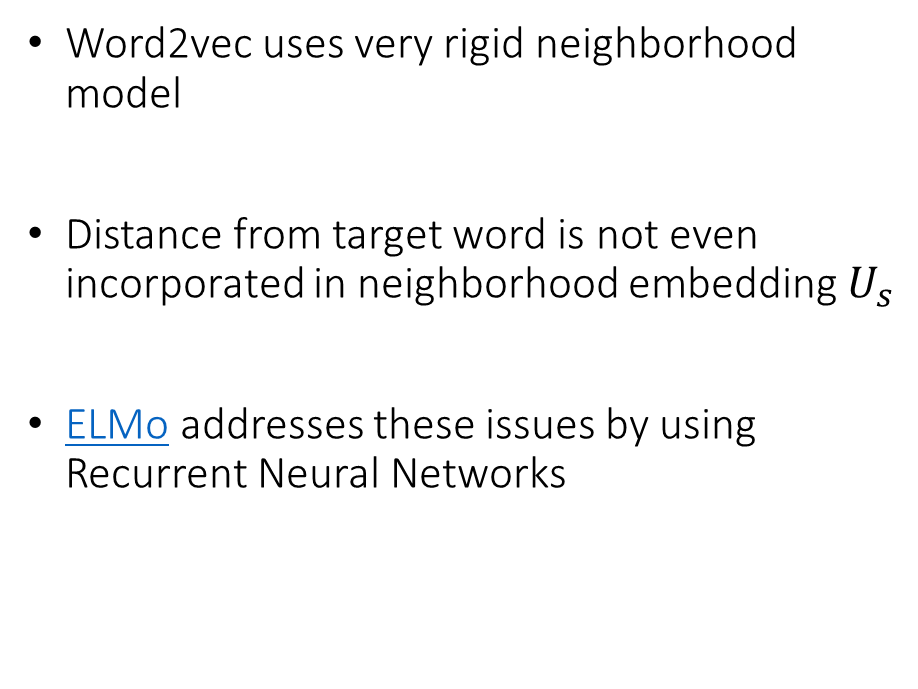 • Word2vec uses very rigid neighborhood
model
• Distance from target word is not even
incorporated in neighborhood embedding 𝑈𝑠
• ELMo addresses these issues by using
Recurrent Neural Networks